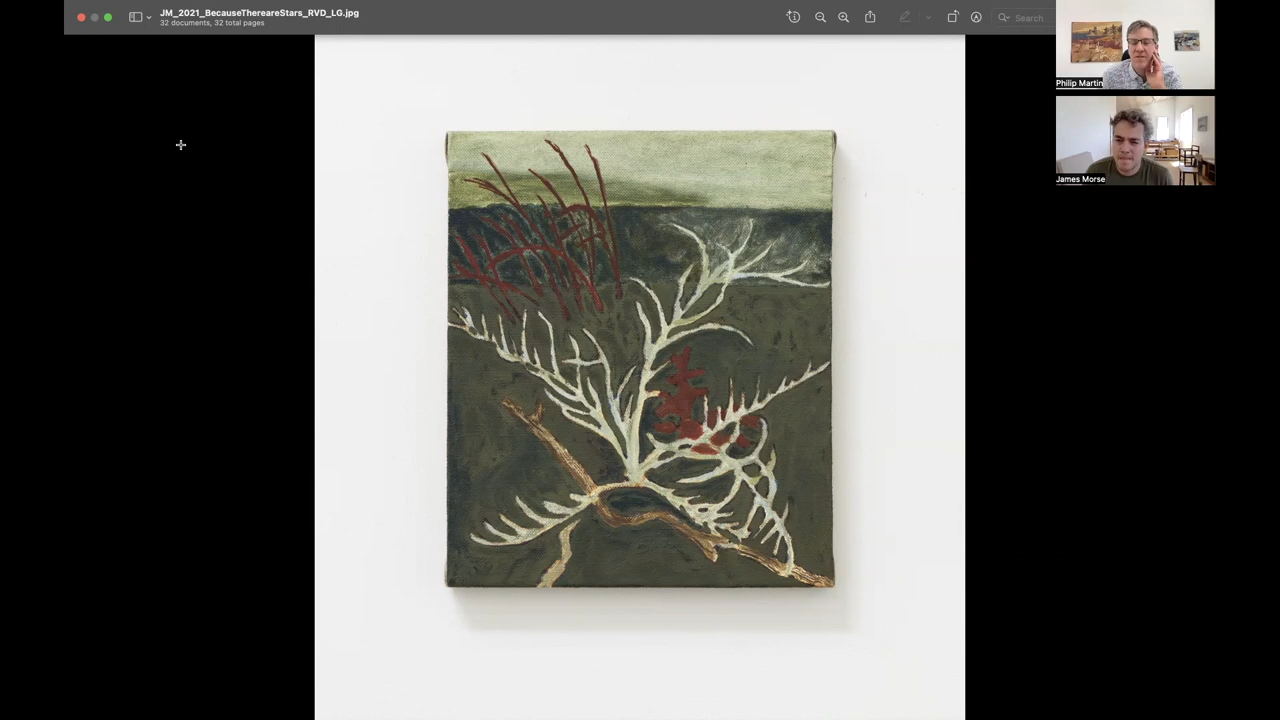 JM_2021_BecauseThereareStars_RVD_LG.jpg
32 documents, 32 total pages
Search
Philip Martin
James Morse